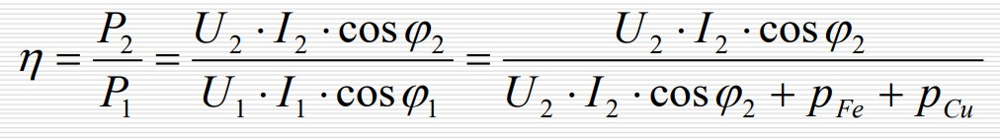 η = P₂/P₁ = (U₂ · I₂ · cos φ₂)/(U₁ · I₁ · cos φ₁) = (U₂ · I₂ · cos φ₂)/(U₂ · I₂ · cos φ₂ + p_Fe + p_Cu)